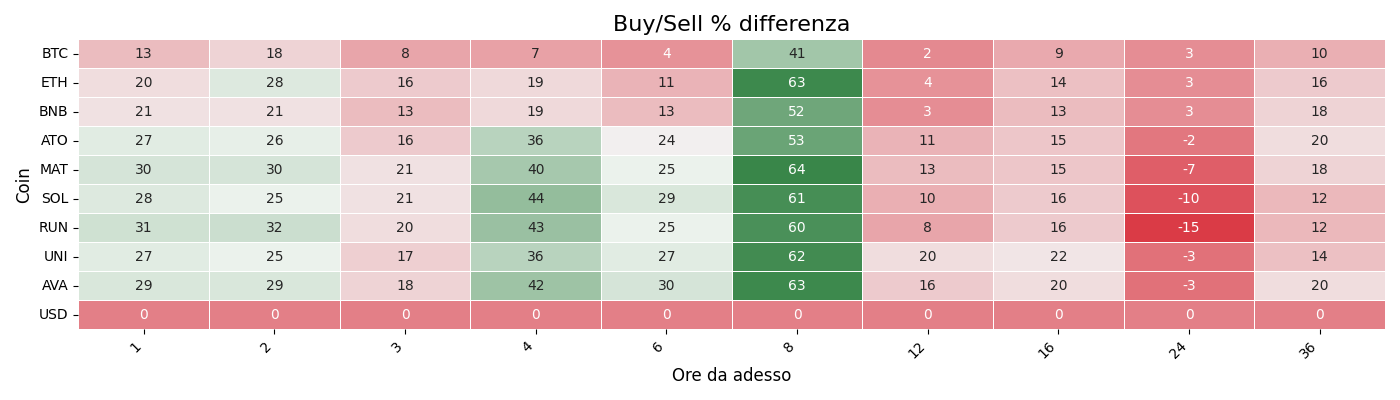 Buy/Sell % differenza
Coin
BTC 13 18 8 7 4 41 2 9 3 10
ETH 20 28 16 19 11 63 4 14 3 16
BNB 21 21 13 19 13 52 3 13 3 18
ATO 27 26 16 36 24 53 11 15 -2 20
MAT 30 30 21 40 25 64 13 15 -7 18
SOL 28 25 21 44 29 61 10 16 -10 12
RUN 31 32 20 43 25 60 8 16 -15 12
UNI 27 25 17 36 27 62 20 22 -3 14
AVA 29 29 18 42 30 63 16 20 -3 20
USD 0 0 0 0 0 0 0 0 0 0
1 2 3 4 6 8 12 16 24 36
Ore da adesso